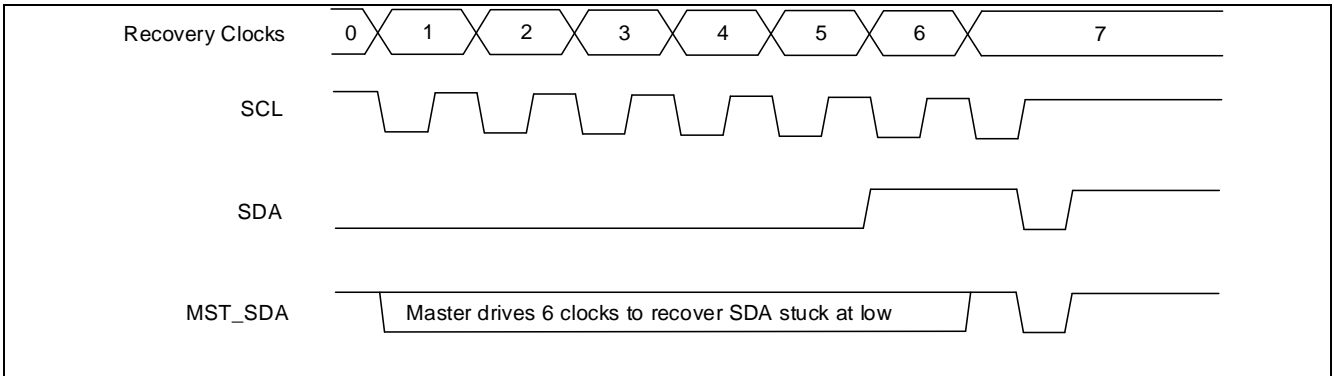 Recovery Clocks 0 1 2 3 4 5 6 7
SCL
SDA
MST_SDA Master drives 6 clocks to recover SDA stuck at low